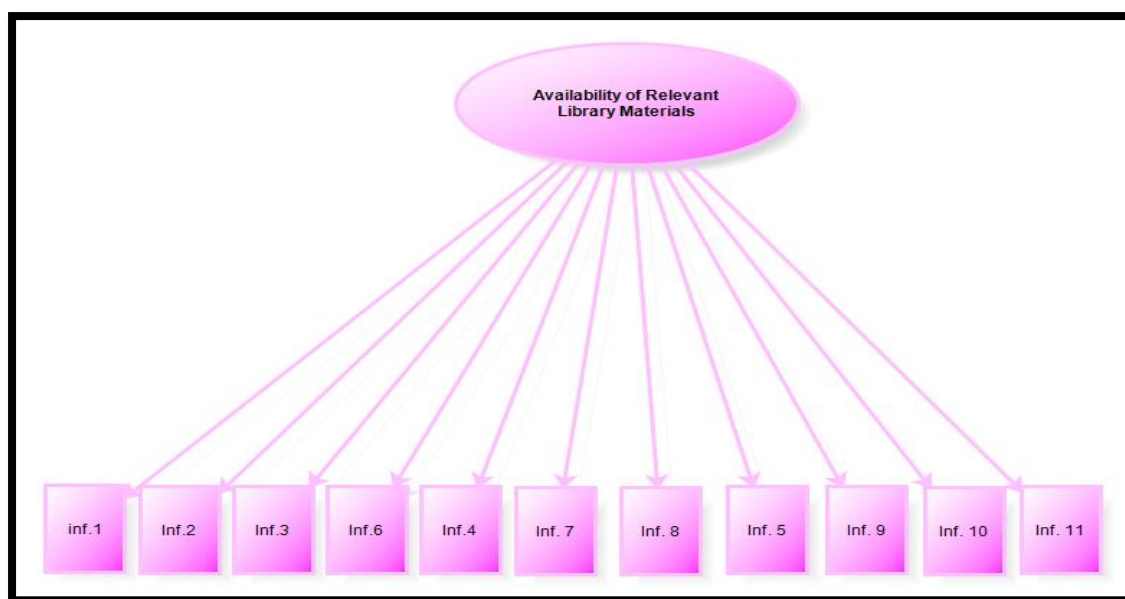 Availability of Relevant
Library Materials
inf.1
Inf.2
Inf.3
Inf.6
Inf.4
Inf. 7
Inf. 8
Inf. 5
Inf. 9
Inf. 10
Inf. 11